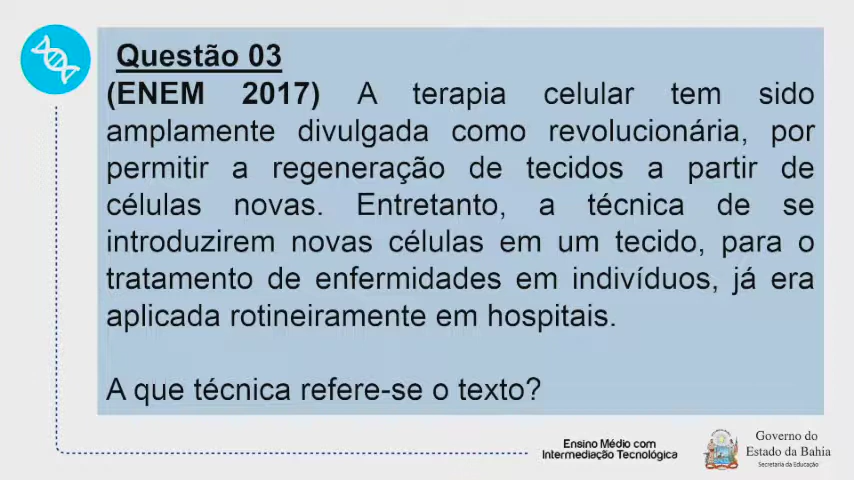 Questão 03
(ENEM 2017) A terapia celular tem sido
amplamente divulgada como revolucionária, por
permitir a regeneração de tecidos a partir de
células novas. Entretanto, a técnica de se
introduzirem novas células em um tecido, para o
tratamento de enfermidades em indivíduos, já era
aplicada rotineiramente em hospitais.
A que técnica refere-se o texto?
Ensino Médio com
Intermediação Tecnológica
Governo do
Estado da Bahia
Secretaria da Educação